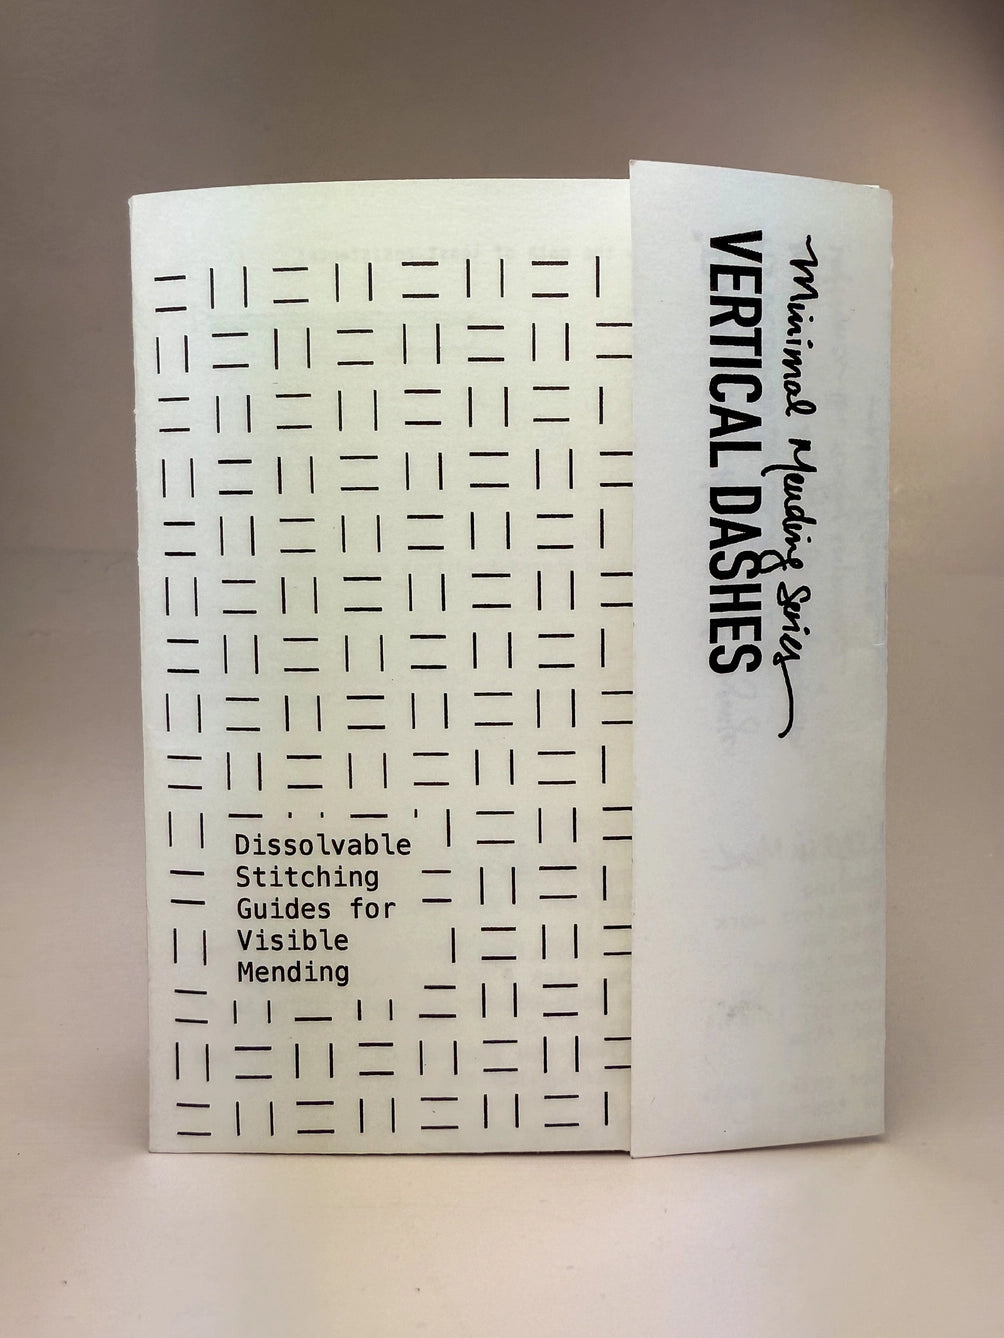 Minimal Mending Series
VERTICAL DASHES
Dissolvable
Stitching
Guides for
Visible
Mending